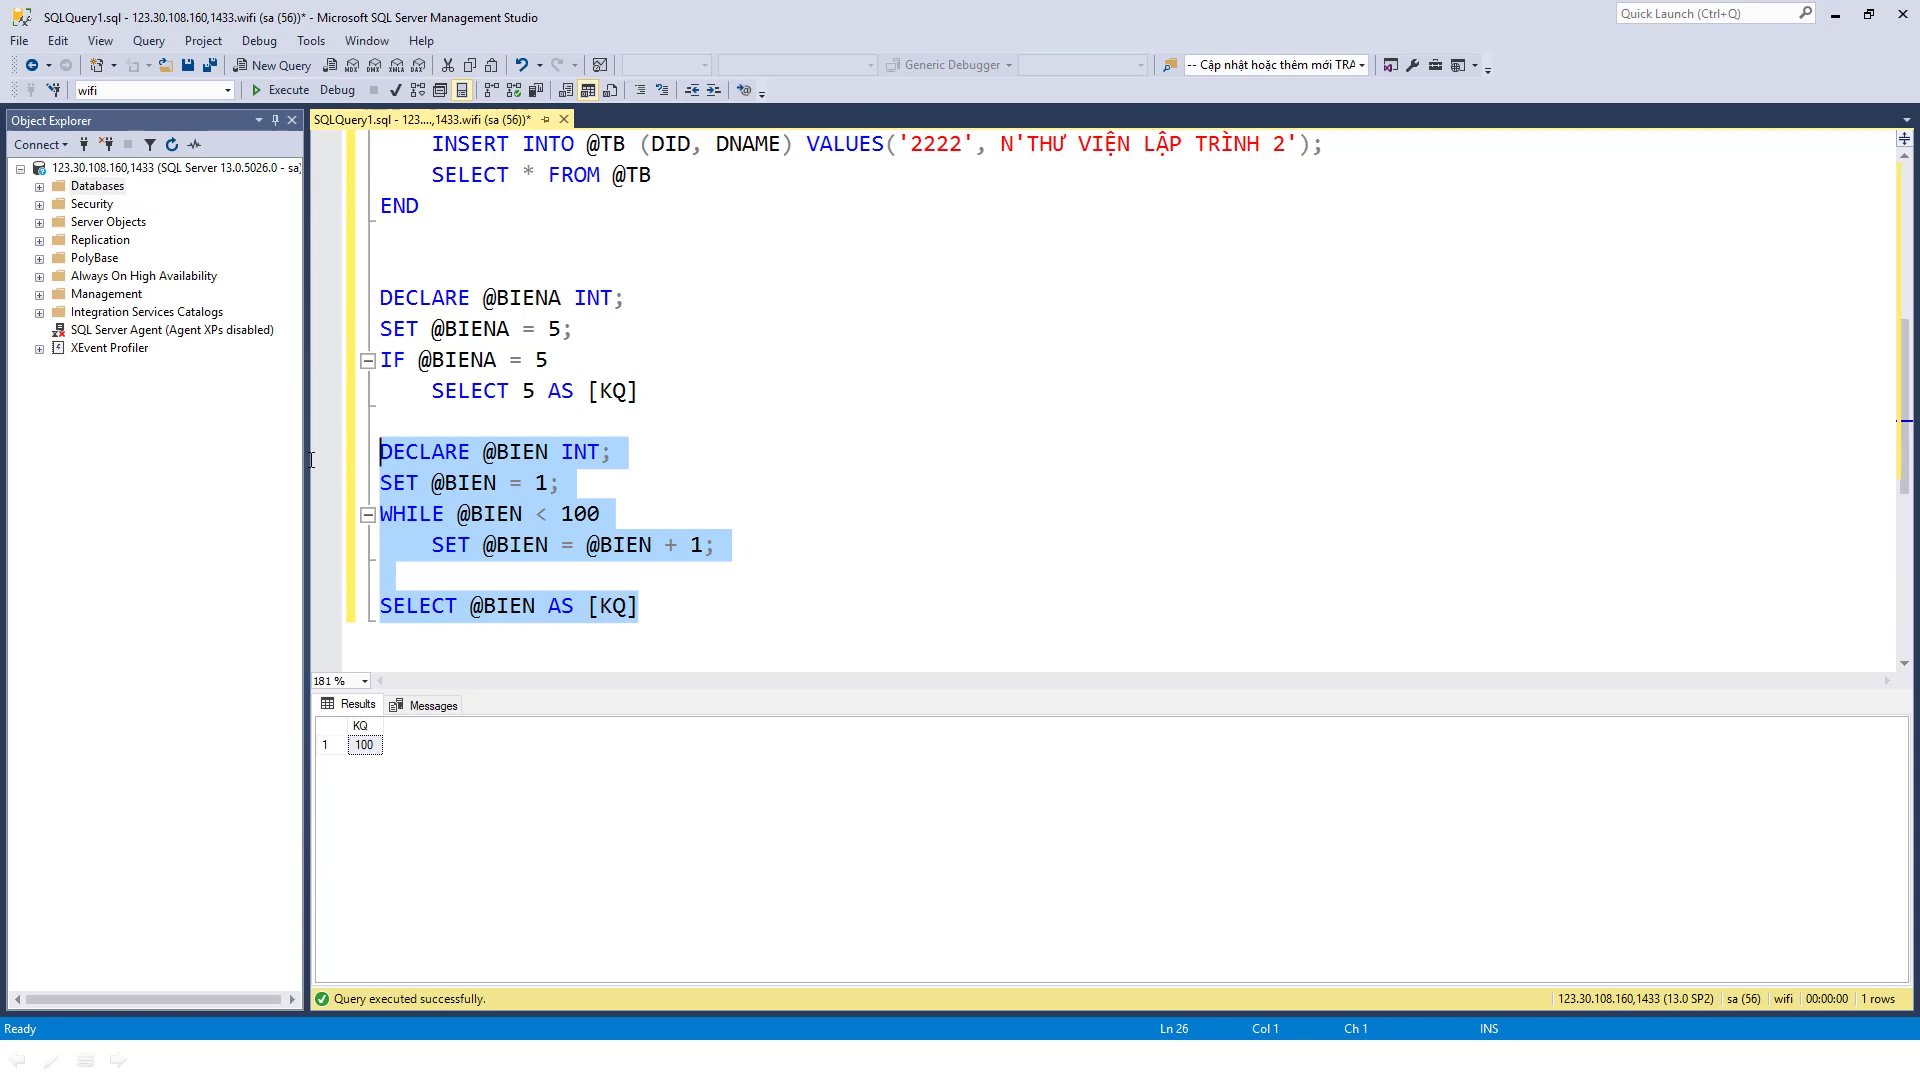 SQLQuery1.sql - 123.30.108.160,1433.wifi (sa (56))* - Microsoft SQL Server Management Studio
Quick Launch (Ctrl+Q)
File Edit View Query Project Debug Tools Window Help
New Query
MDX DMX XMLA DAX
Generic Debugger
-- Cập nhật hoặc thêm mới TRA
wifi
Execute Debug
Object Explorer
Connect
123.30.108.160,1433 (SQL Server 13.0.5026.0 - sa)
Databases
Security
Server Objects
Replication
PolyBase
Always On High Availability
Management
Integration Services Catalogs
SQL Server Agent (Agent XPs disabled)
XEvent Profiler
SQLQuery1.sql - 123....,1433.wifi (sa (56))*
INSERT INTO @TB (DID, DNAME) VALUES('2222', N'THƯ VIỆN LẬP TRÌNH 2');
SELECT * FROM @TB
END
DECLARE @BIENA INT;
SET @BIENA = 5;
IF @BIENA = 5
SELECT 5 AS [KQ]
DECLARE @BIEN INT;
SET @BIEN = 1;
WHILE @BIEN < 100
SET @BIEN = @BIEN + 1;
SELECT @BIEN AS [KQ]
181 %
Results Messages
KQ
1 100
Query executed successfully.
123.30.108.160,1433 (13.0 SP2) sa (56) wifi 00:00:00 1 rows
Ready
Ln 26 Col 1 Ch 1 INS